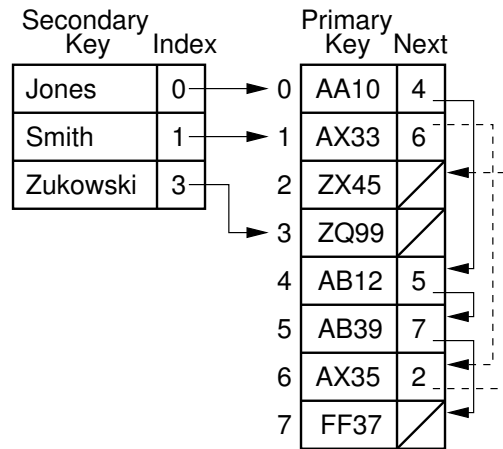 Secondary Key Index
Jones 0
Smith 1
Zukowski 3
Primary Key Next
0 AA10 4
1 AX33 6
2 ZX45
3 ZQ99
4 AB12 5
5 AB39 7
6 AX35 2
7 FF37